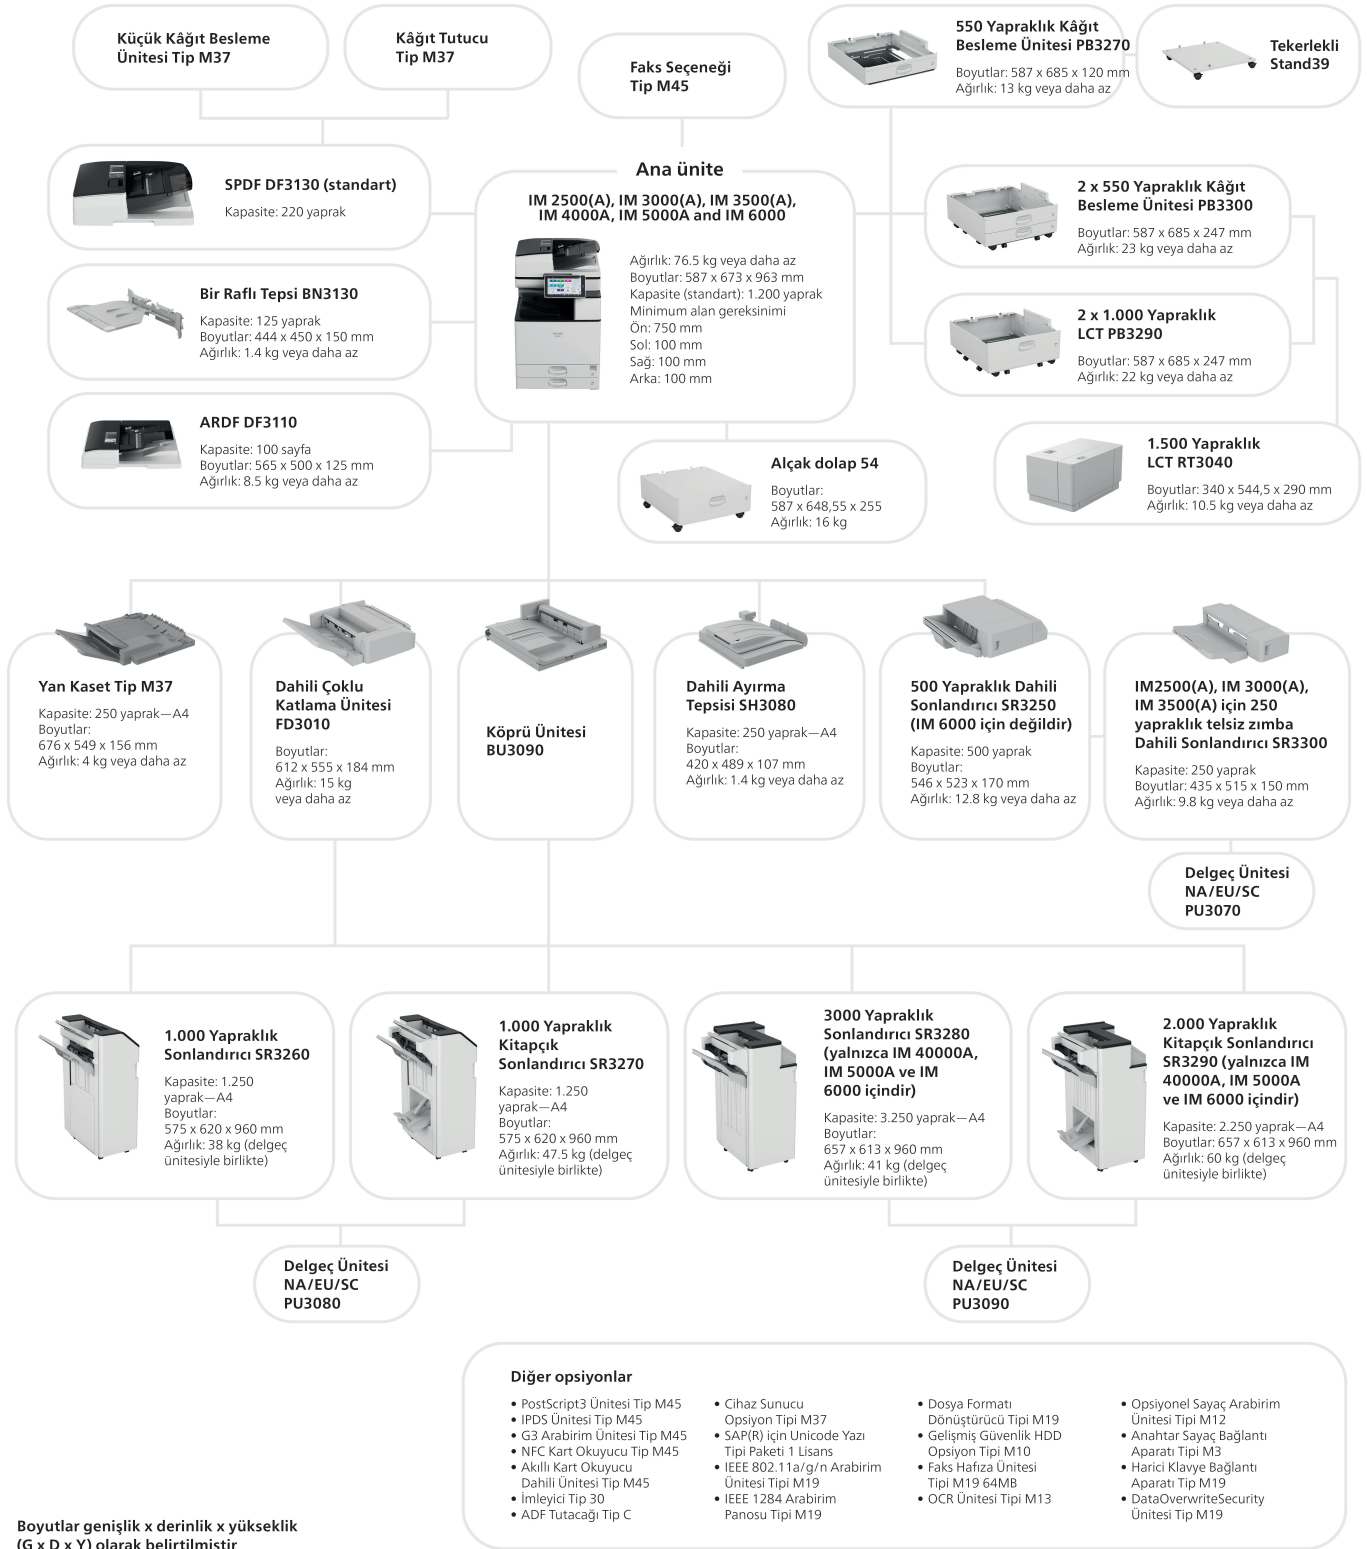 Küçük Kâğıt Besleme
Ünitesi Tip M37
Kâğıt Tutucu
Tip M37
Faks Seçeneği
Tip M45
550 Yapraklık Kâğıt
Besleme Ünitesi PB3270
Boyutlar: 587 x 685 x 120 mm
Ağırlık: 13 kg veya daha az
Tekerlekli
Stand39
SPDF DF3130 (standart)
Kapasite: 220 yaprak
Ana ünite
IM 2500(A), IM 3000(A), IM 3500(A),
IM 4000A, IM 5000A and IM 6000
Ağırlık: 76.5 kg veya daha az
Boyutlar: 587 x 673 x 963 mm
Kapasite (standart): 1.200 yaprak
Minimum alan gereksinimi
Ön: 750 mm
Sol: 100 mm
Sağ: 100 mm
Arka: 100 mm
2 x 550 Yapraklık Kâğıt
Besleme Ünitesi PB3300
Boyutlar: 587 x 685 x 247 mm
Ağırlık: 23 kg veya daha az
Bir Raflı Tepsi BN3130
Kapasite: 125 yaprak
Boyutlar: 444 x 450 x 150 mm
Ağırlık: 1.4 kg veya daha az
2 x 1.000 Yapraklık
LCT PB3290
Boyutlar: 587 x 685 x 247 mm
Ağırlık: 22 kg veya daha az
ARDF DF3110
Kapasite: 100 sayfa
Boyutlar: 565 x 500 x 125 mm
Ağırlık: 8.5 kg veya daha az
Alçak dolap 54
Boyutlar:
587 x 648,55 x 255
Ağırlık: 16 kg
1.500 Yapraklık
LCT RT3040
Boyutlar: 340 x 544,5 x 290 mm
Ağırlık: 10.5 kg veya daha az
Yan Kaset Tip M37
Kapasite: 250 yaprak—A4
Boyutlar:
676 x 549 x 156 mm
Ağırlık: 4 kg veya daha az
Dahili Çoklu
Katlama Ünitesi
FD3010
Boyutlar:
612 x 555 x 184 mm
Ağırlık: 15 kg
veya daha az
Köprü Ünitesi
BU3090
Dahili Ayırma
Tepsisi SH3080
Kapasite: 250 yaprak—A4
Boyutlar:
420 x 489 x 107 mm
Ağırlık: 1.4 kg veya daha az
500 Yapraklık Dahili
Sonlandırıcı SR3250
(IM 6000 için değildir)
Kapasite: 500 yaprak
Boyutlar:
546 x 523 x 170 mm
Ağırlık: 12.8 kg veya daha az
IM2500(A), IM 3000(A),
IM 3500(A) için 250
yapraklık telsiz zımba
Dahili Sonlandırıcı SR3300
Kapasite: 250 yaprak
Boyutlar: 435 x 515 x 150 mm
Ağırlık: 9.8 kg veya daha az
Delgeç Ünitesi
NA/EU/SC
PU3070
1.000 Yapraklık
Sonlandırıcı SR3260
Kapasite: 1.250
yaprak—A4
Boyutlar:
575 x 620 x 960 mm
Ağırlık: 38 kg (delgeç
ünitesiyle birlikte)
1.000 Yapraklık
Kitapçık
Sonlandırıcı SR3270
Kapasite: 1.250
yaprak—A4
Boyutlar:
575 x 620 x 960 mm
Ağırlık: 47.5 kg (delgeç
ünitesiyle birlikte)
3000 Yapraklık
Sonlandırıcı SR3280
(yalnızca IM 40000A,
IM 5000A ve IM
6000 içindir)
Kapasite: 3.250 yaprak—A4
Boyutlar:
657 x 613 x 960 mm
Ağırlık: 41 kg (delgeç
ünitesiyle birlikte)
2.000 Yapraklık
Kitapçık Sonlandırıcı
SR3290 (yalnızca IM
40000A, IM 5000A
ve IM 6000 içindir)
Kapasite: 2.250 yaprak—A4
Boyutlar: 657 x 613 x 960 mm
Ağırlık: 60 kg (delgeç
ünitesiyle birlikte)
Delgeç Ünitesi
NA/EU/SC
PU3080
Delgeç Ünitesi
NA/EU/SC
PU3090
Diğer opsiyonlar
• PostScript3 Ünitesi Tip M45
• IPDS Ünitesi Tip M45
• G3 Arabirim Ünitesi Tip M45
• NFC Kart Okuyucu Tip M45
• Akıllı Kart Okuyucu
Dahili Ünitesi Tip M45
• İmleyici Tip 30
• ADF Tutacağı Tip C
• Cihaz Sunucu
Opsiyon Tipi M37
• SAP(R) için Unicode Yazı
Tipi Paketi 1 Lisans
• IEEE 802.11a/g/n Arabirim
Ünitesi Tipi M19
• IEEE 1284 Arabirim
Panosu Tipi M19
• Dosya Formatı
Dönüştürücü Tipi M19
• Gelişmiş Güvenlik HDD
Opsiyon Tipi M10
• Faks Hafıza Ünitesi
Tipi M19 64MB
• OCR Ünitesi Tipi M13
• Opsiyonel Sayaç Arabirim
Ünitesi Tipi M12
• Anahtar Sayaç Bağlantı
Aparatı Tipi M3
• Harici Klavye Bağlantı
Aparatı Tip M19
• DataOverwriteSecurity
Ünitesi Tip M19
Boyutlar genişlik x derinlik x yükseklik
(G x D x Y) olarak belirtilmiştir